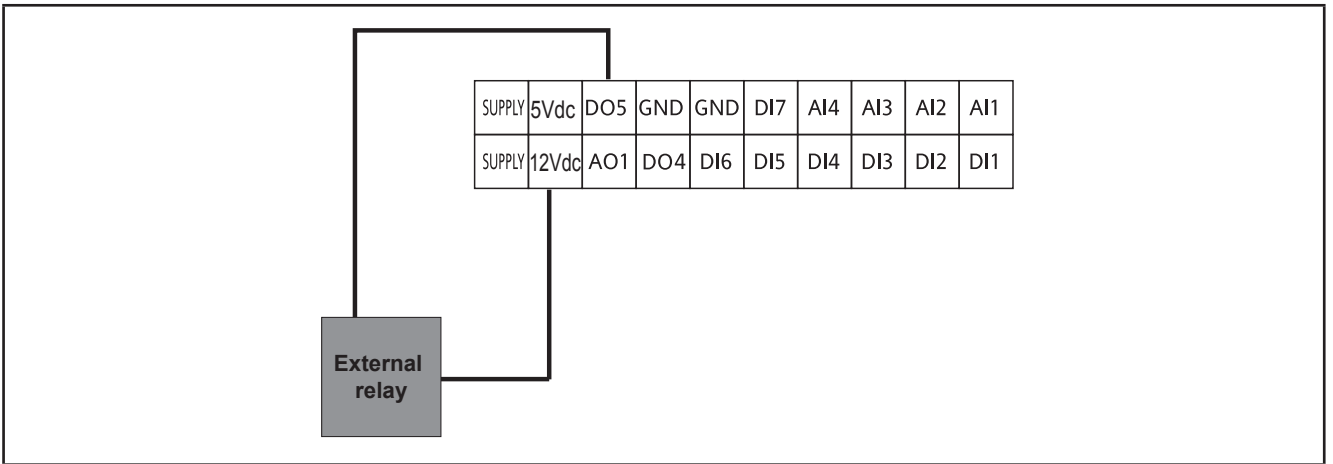 SUPPLY 5Vdc DO5 GND GND DI7 AI4 AI3 AI2 AI1
SUPPLY 12Vdc AO1 DO4 DI6 DI5 DI4 DI3 DI2 DI1
External
relay